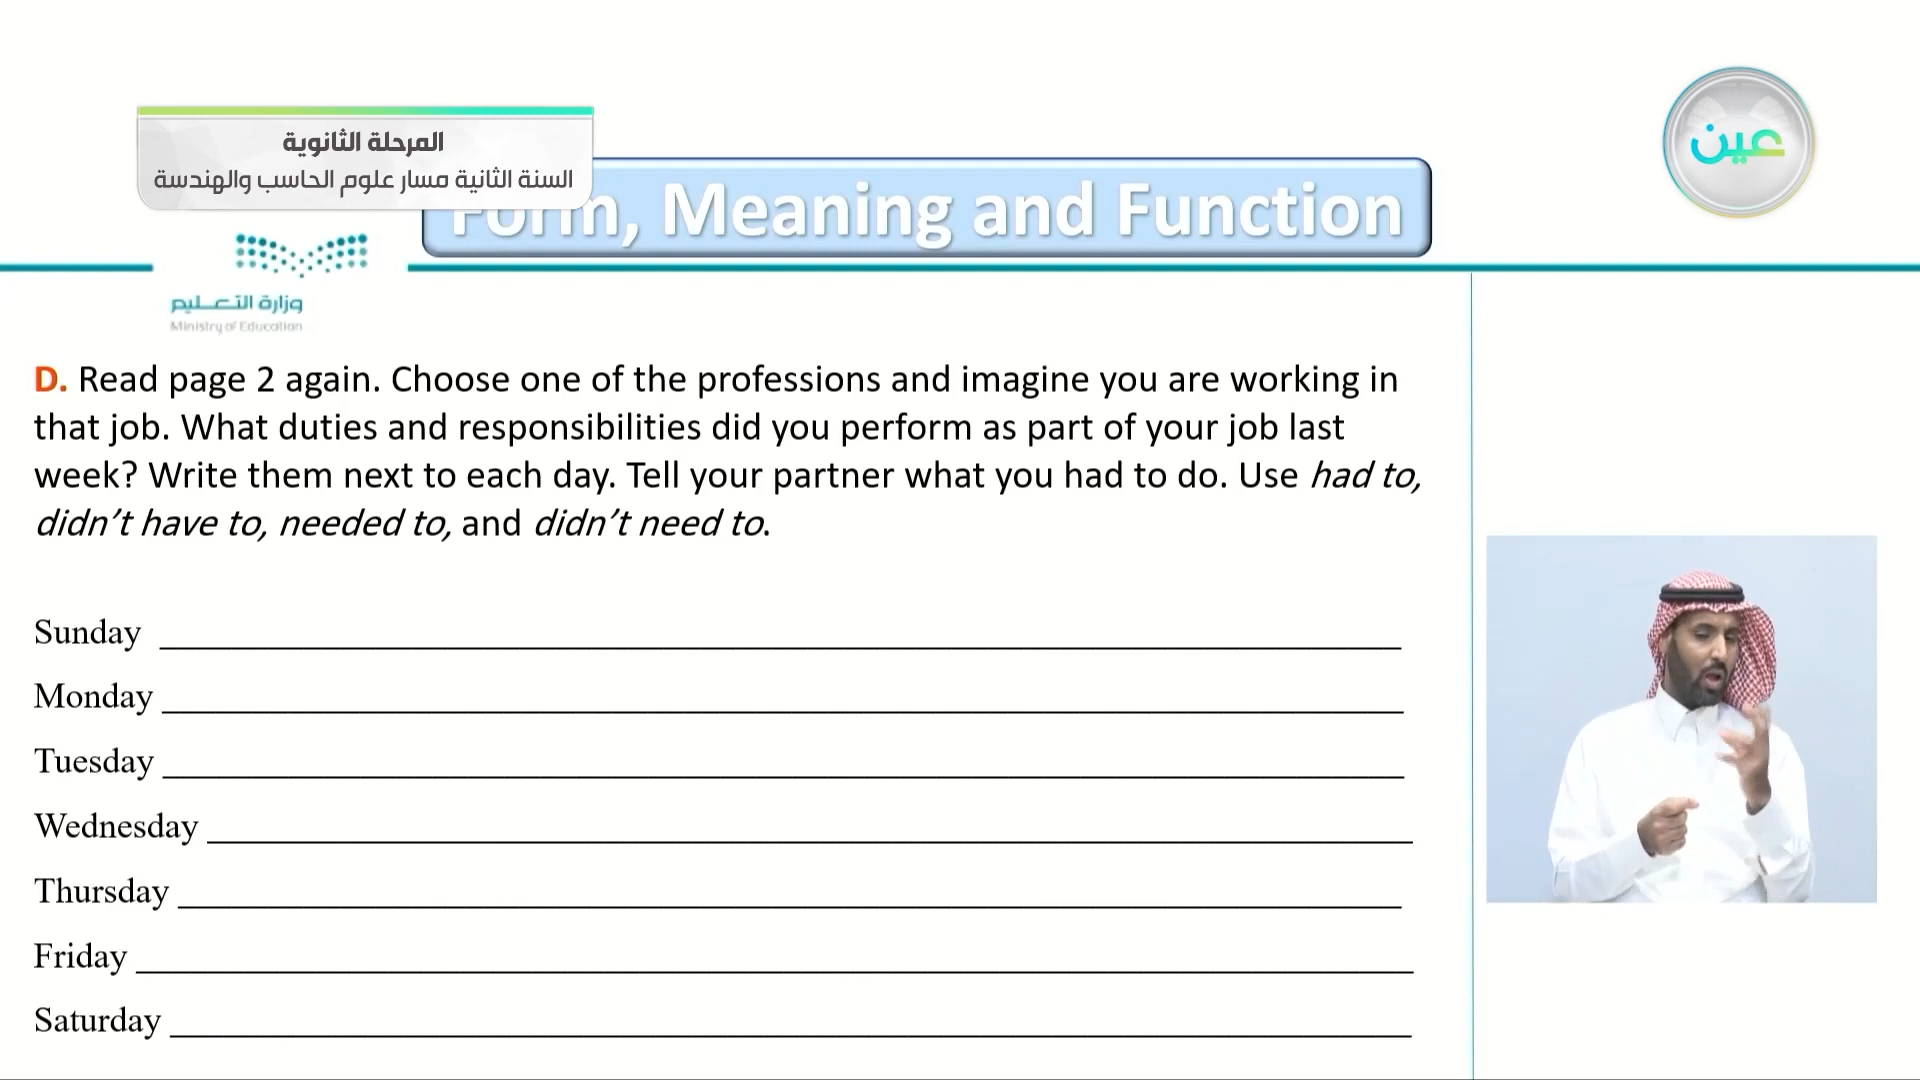 المرحلة الثانوية
السنة الثانية مسار علوم الحاسب والهندسة
عين
Form, Meaning and Function
وزارة التعليم
Ministry of Education
D. Read page 2 again. Choose one of the professions and imagine you are working in
that job. What duties and responsibilities did you perform as part of your job last
week? Write them next to each day. Tell your partner what you had to do. Use had to,
didn’t have to, needed to, and didn’t need to.
Sunday
Monday
Tuesday
Wednesday
Thursday
Friday
Saturday